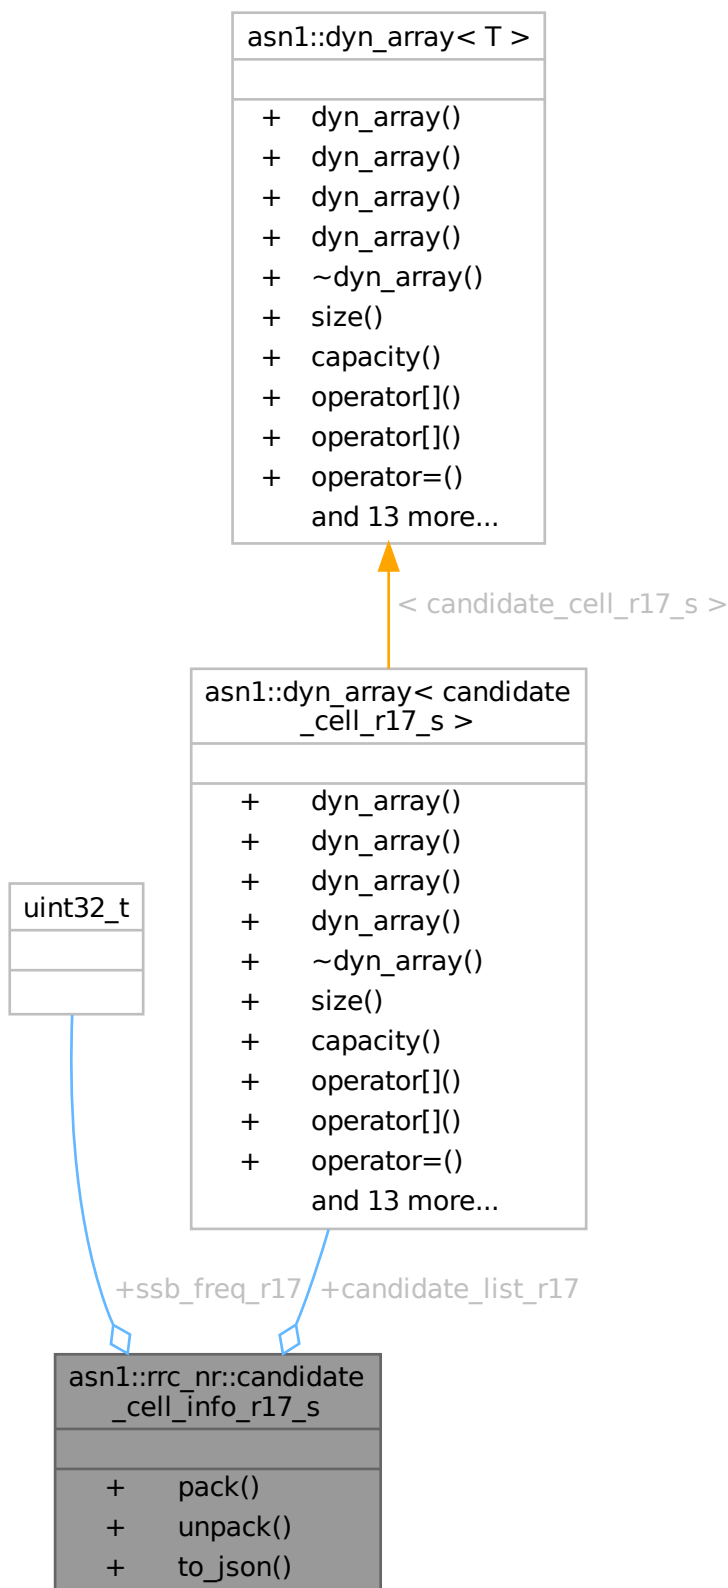 asn1::dyn_array< T >
+ dyn_array()
+ dyn_array()
+ dyn_array()
+ dyn_array()
+ ~dyn_array()
+ size()
+ capacity()
+ operator[]()
+ operator[]()
+ operator=()
and 13 more...
< candidate_cell_r17_s >
asn1::dyn_array< candidate
_cell_r17_s >
+ dyn_array()
+ dyn_array()
+ dyn_array()
+ dyn_array()
+ ~dyn_array()
+ size()
+ capacity()
+ operator[]()
+ operator[]()
+ operator=()
and 13 more...
uint32_t
+ssb_freq_r17
+candidate_list_r17
asn1::rrc_nr::candidate
_cell_info_r17_s
+ pack()
+ unpack()
+ to_json()